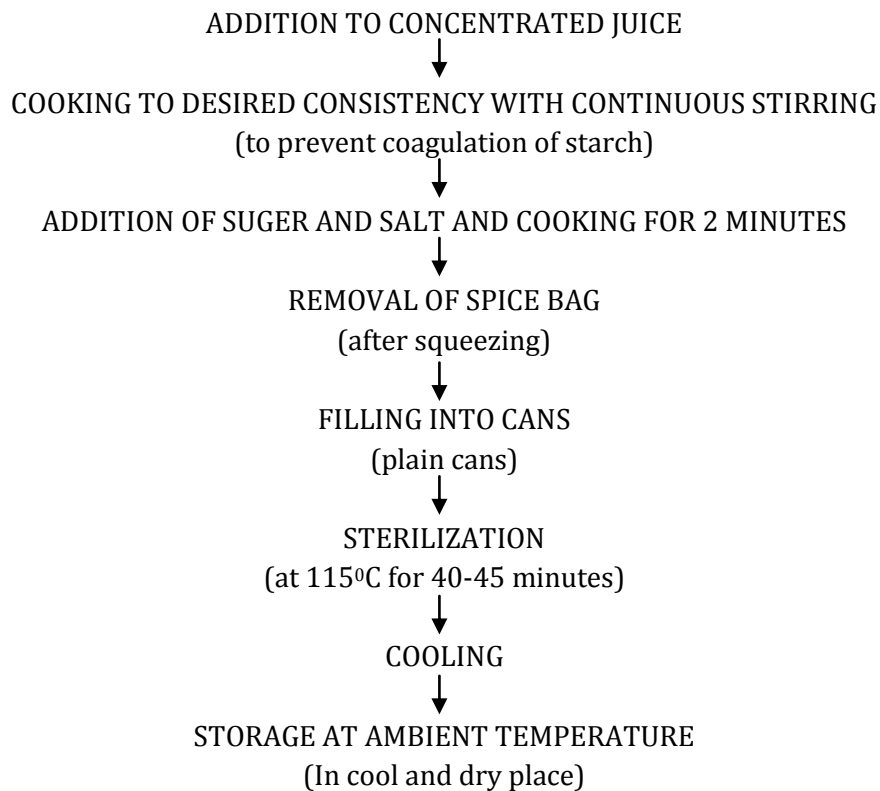 ADDITION TO CONCENTRATED JUICE
COOKING TO DESIRED CONSISTENCY WITH CONTINUOUS STIRRING
(to prevent coagulation of starch)
ADDITION OF SUGER AND SALT AND COOKING FOR 2 MINUTES
REMOVAL OF SPICE BAG
(after squeezing)
FILLING INTO CANS
(plain cans)
STERILIZATION
(at 115⁰C for 40-45 minutes)
COOLING
STORAGE AT AMBIENT TEMPERATURE
(In cool and dry place)